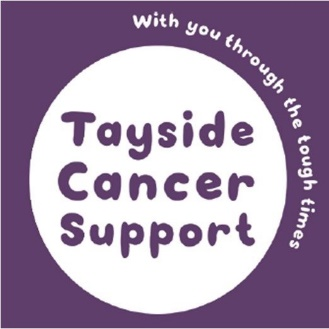 With you through the tough times
Tayside
Cancer
Support